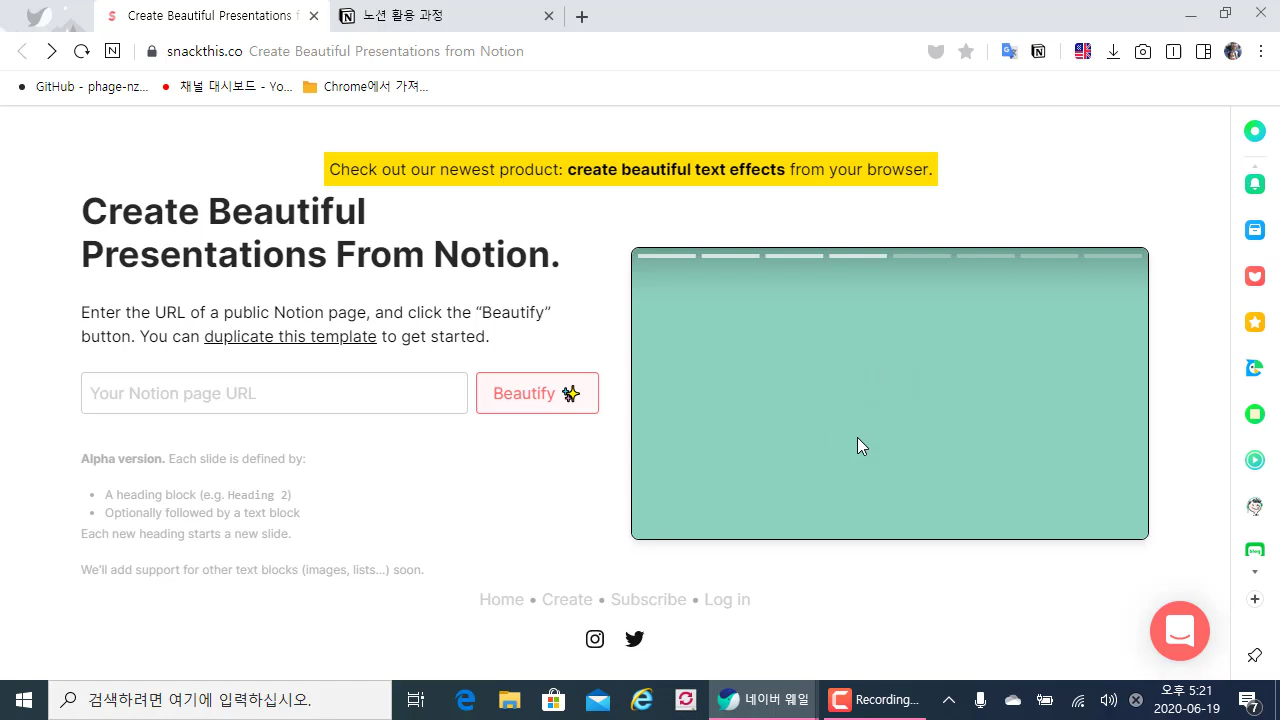 Create Beautiful Presentations f
노션 활용 과정
snackthis.co Create Beautiful Presentations from Notion
GitHub - phage-nz...
채널 대시보드 - Yo...
Chrome에서 가져...
Check out our newest product: create beautiful text effects from your browser.
Create Beautiful
Presentations From Notion.
Enter the URL of a public Notion page, and click the “Beautify”
button. You can duplicate this template to get started.
Your Notion page URL
Beautify
Alpha version. Each slide is defined by:
• A heading block (e.g. Heading 2)
• Optionally followed by a text block
Each new heading starts a new slide.
We'll add support for other text blocks (images, lists...) soon.
Home • Create • Subscribe • Log in
blog
검색하려면 여기에 입력하십시오.
네이버 웨일
Recording...
오후 5:21
2020-06-19
7